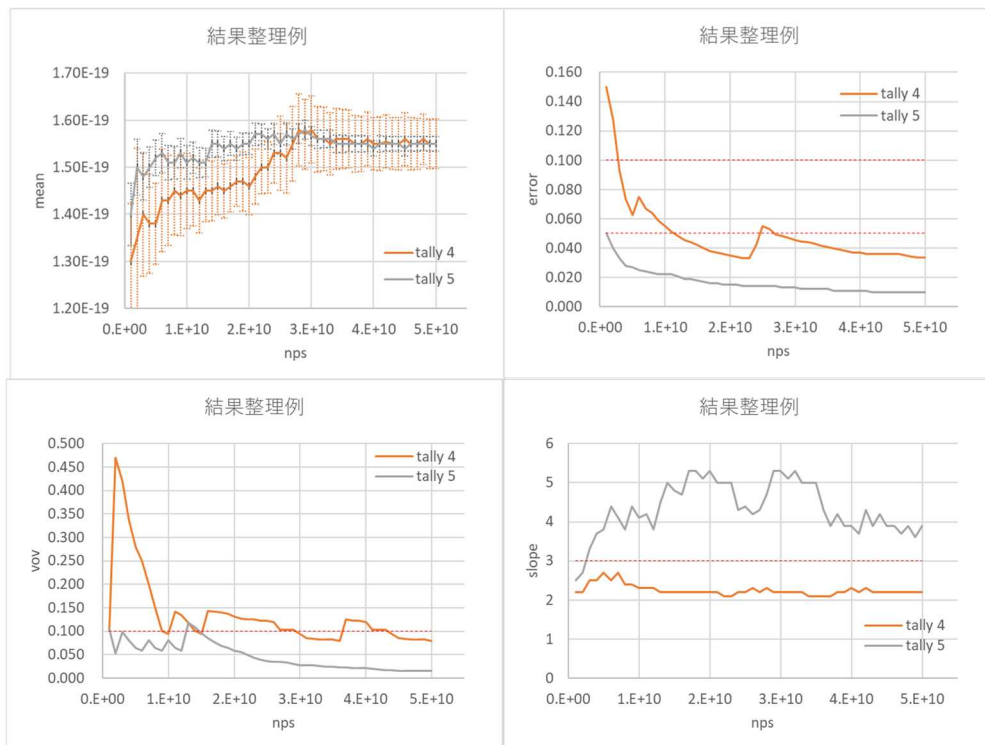 結果整理例
1.70E-19
1.60E-19
1.50E-19
1.40E-19
1.30E-19
1.20E-19
mean
tally 4
tally 5
0.E+00 1.E+10 2.E+10 3.E+10 4.E+10 5.E+10
nps
結果整理例
0.160
0.140
0.120
0.100
0.080
0.060
0.040
0.020
0.000
error
tally 4
tally 5
0.E+00 1.E+10 2.E+10 3.E+10 4.E+10 5.E+10
nps
結果整理例
0.500
0.450
0.400
0.350
0.300
0.250
0.200
0.150
0.100
0.050
0.000
vov
tally 4
tally 5
0.E+00 1.E+10 2.E+10 3.E+10 4.E+10 5.E+10
nps
結果整理例
6
5
4
3
2
1
0
slope
tally 4
tally 5
0.E+00 1.E+10 2.E+10 3.E+10 4.E+10 5.E+10
nps